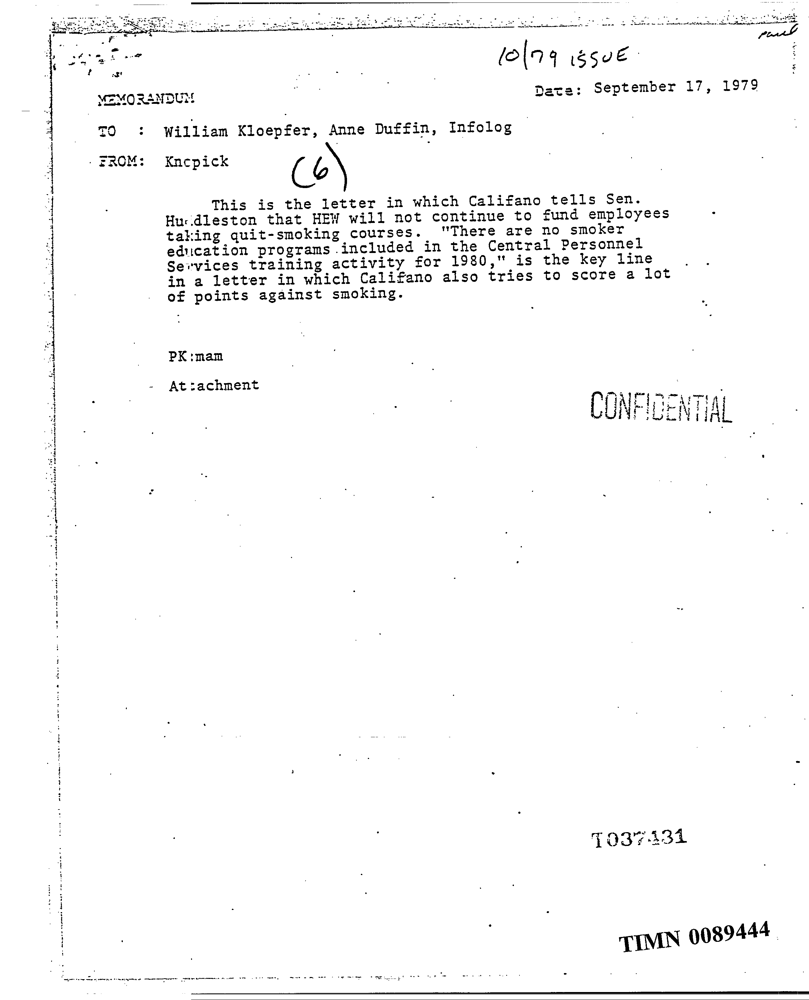 Paul
10/79 ISSUE
Date: September 17, 1979
MEMORANDUM
TO : William Kloepfer, Anne Duffin, Infolog
FROM: Knopick
(6)
This is the letter in which Califano tells Sen.
Huddleston that HEW will not continue to fund employees
taking quit-smoking courses. "There are no smoker
education programs included in the Central Personnel
Services training activity for 1980," is the key line
in a letter in which Califano also tries to score a lot
of points against smoking.
PK:mam
Attachment
CONFIDENTIAL
T037431
TIMN 0089444